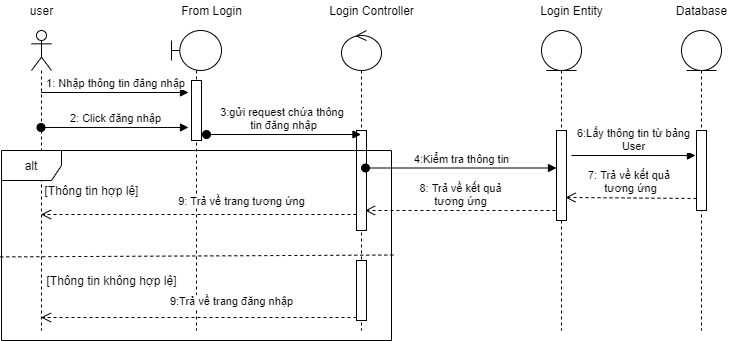 user
From Login
Login Controller
Login Entity
Database
1: Nhập thông tin đăng nhập
2: Click đăng nhập
3:gửi request chứa thông
tin đăng nhập
6:Lấy thông tin từ bảng
User
alt
4:Kiểm tra thông tin
[Thông tin hợp lệ]
9: Trả về trang tương ứng
8: Trả về kết quả
tương ứng
7: Trả về kết quả
tương ứng
[Thông tin không hợp lệ]
9:Trả về trang đăng nhập